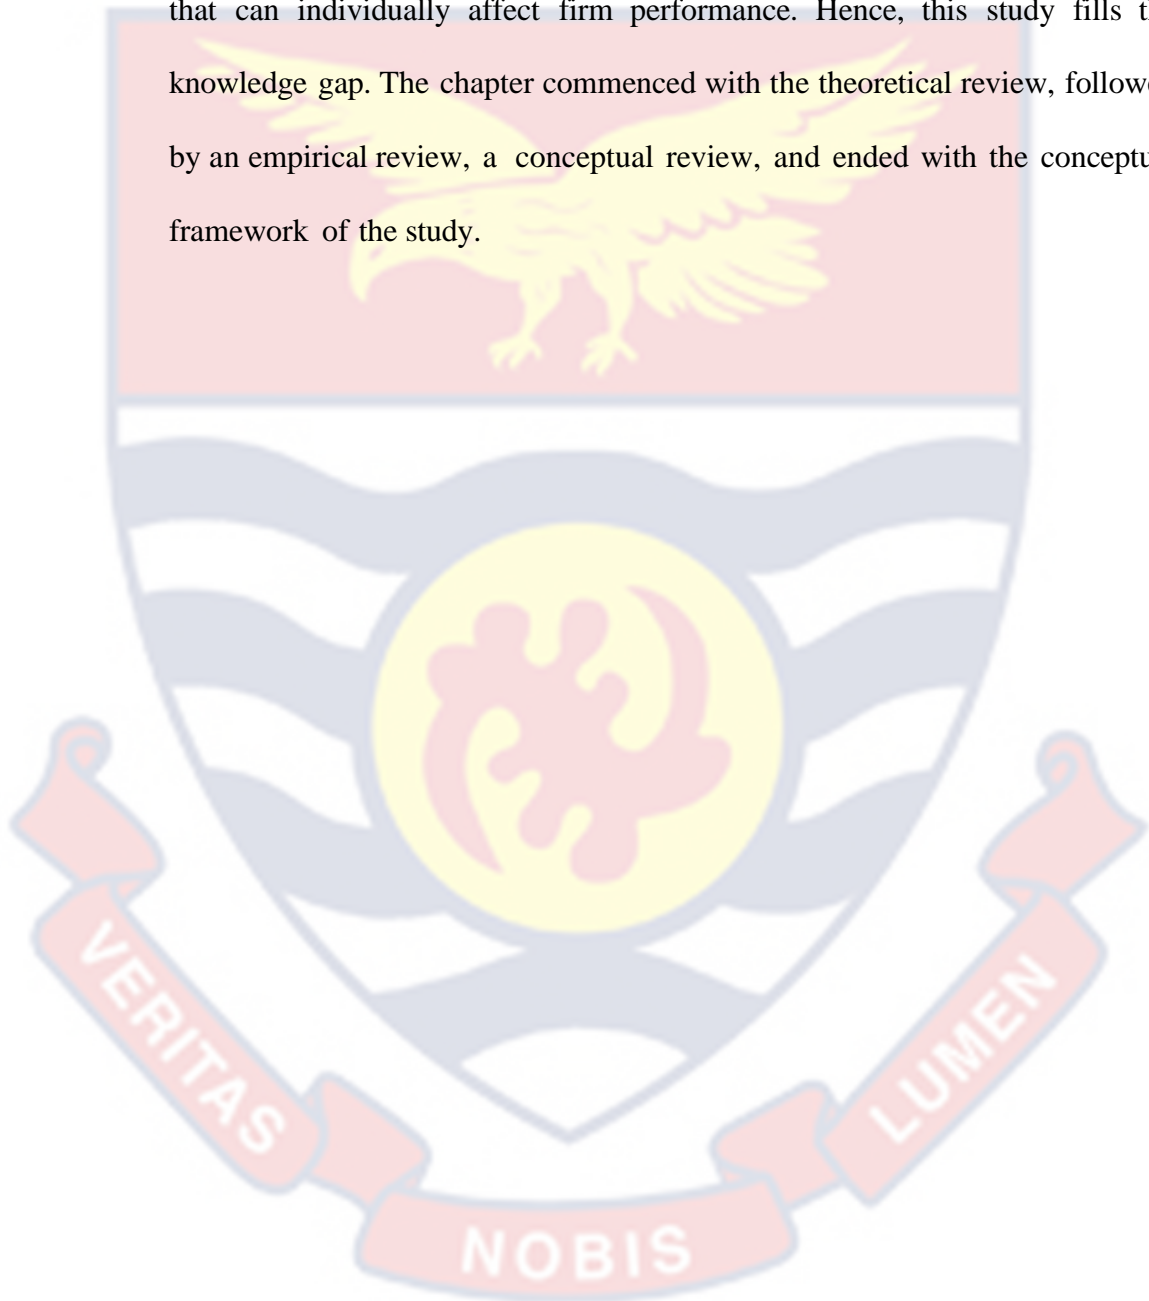 that can individually affect firm performance. Hence, this study fills
knowledge gap. The chapter commenced with the theoretical review,
by an empirical review, a conceptual review, and ended with the
framework of the study.
VERITAS
NOBIS
LUMEN